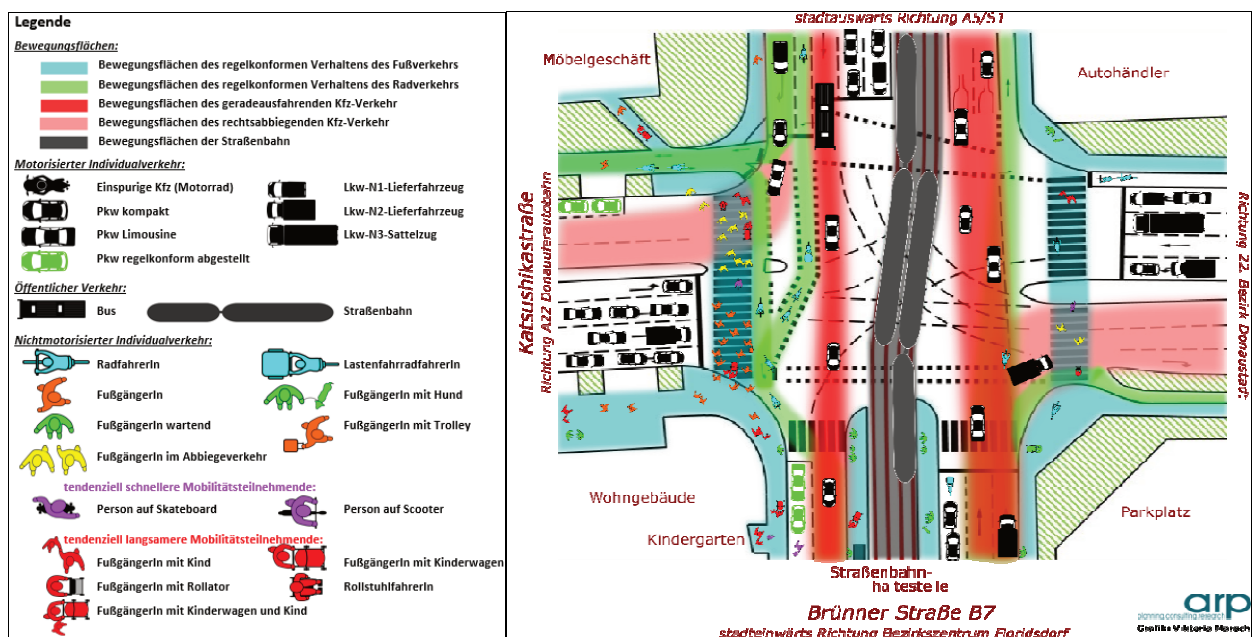 Legende
Bewegungsflächen:
Bewegungsflächen des regelkonformen Verhaltens des Fußverkehrs
Bewegungsflächen des regelkonformen Verhaltens des Radverkehrs
Bewegungsflächen des geradeausfahrenden Kfz-Verkehr
Bewegungsflächen des rechtsabbiegenden Kfz-Verkehr
Bewegungsflächen der Straßenbahn
Motorisierter Individualverkehr:
Einspurige Kfz (Motorrad)
Lkw-N1-Lieferfahrzeug
Pkw kompakt
Lkw-N2-Lieferfahrzeug
Pkw Limousine
Lkw-N3-Sattelzug
Pkw regelkonform abgestellt
Öffentlicher Verkehr:
Bus
Straßenbahn
Nichtmotorisierter Individualverkehr:
RadfahrerIn
LastenfahrradfahrerIn
FußgängerIn
FußgängerIn mit Hund
FußgängerIn wartend
FußgängerIn mit Trolley
FußgängerIn im Abbiegeverkehr
tendenziell schnellere Mobilitätsteilnehmende:
Person auf Skateboard
Person auf Scooter
tendenziell langsamere Mobilitätsteilnehmende:
FußgängerIn mit Kind
FußgängerIn mit Kinderwagen
FußgängerIn mit Rollator
RollstuhlfahrerIn
FußgängerIn mit Kinderwagen und Kind
stadtauswärts Richtung A5/S1
Möbelgeschäft
Autohändler
Katsushikastraße
Richtung A22 Donauuferautobahn
Richtung 22. Bezirk Donaustadt
Wohngebäude
Kindergarten
Parkplatz
Straßenbahn-
ha teste lle
Brünner Straße B7
stadteinwärts Richtung Bezirkszentrum Floridsdorf
arp
planning.consulting.research
Grafik: Viktoria Marsch